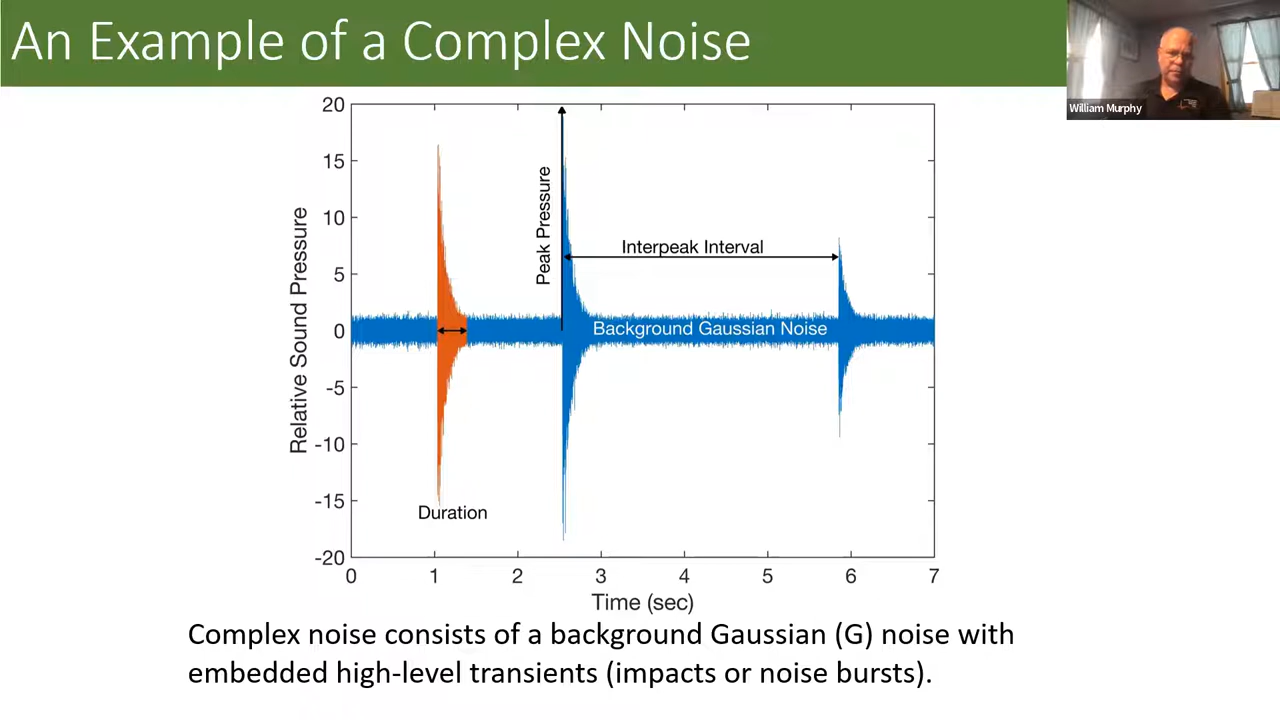 An Example of a Complex Noise
William Murphy
20
15
10
5
0
-5
-10
-15
-20
Relative Sound Pressure
Peak Pressure
Interpeak Interval
Background Gaussian Noise
Duration
0 1 2 3 4 5 6 7
Time (sec)
Complex noise consists of a background Gaussian (G) noise with
embedded high-level transients (impacts or noise bursts).